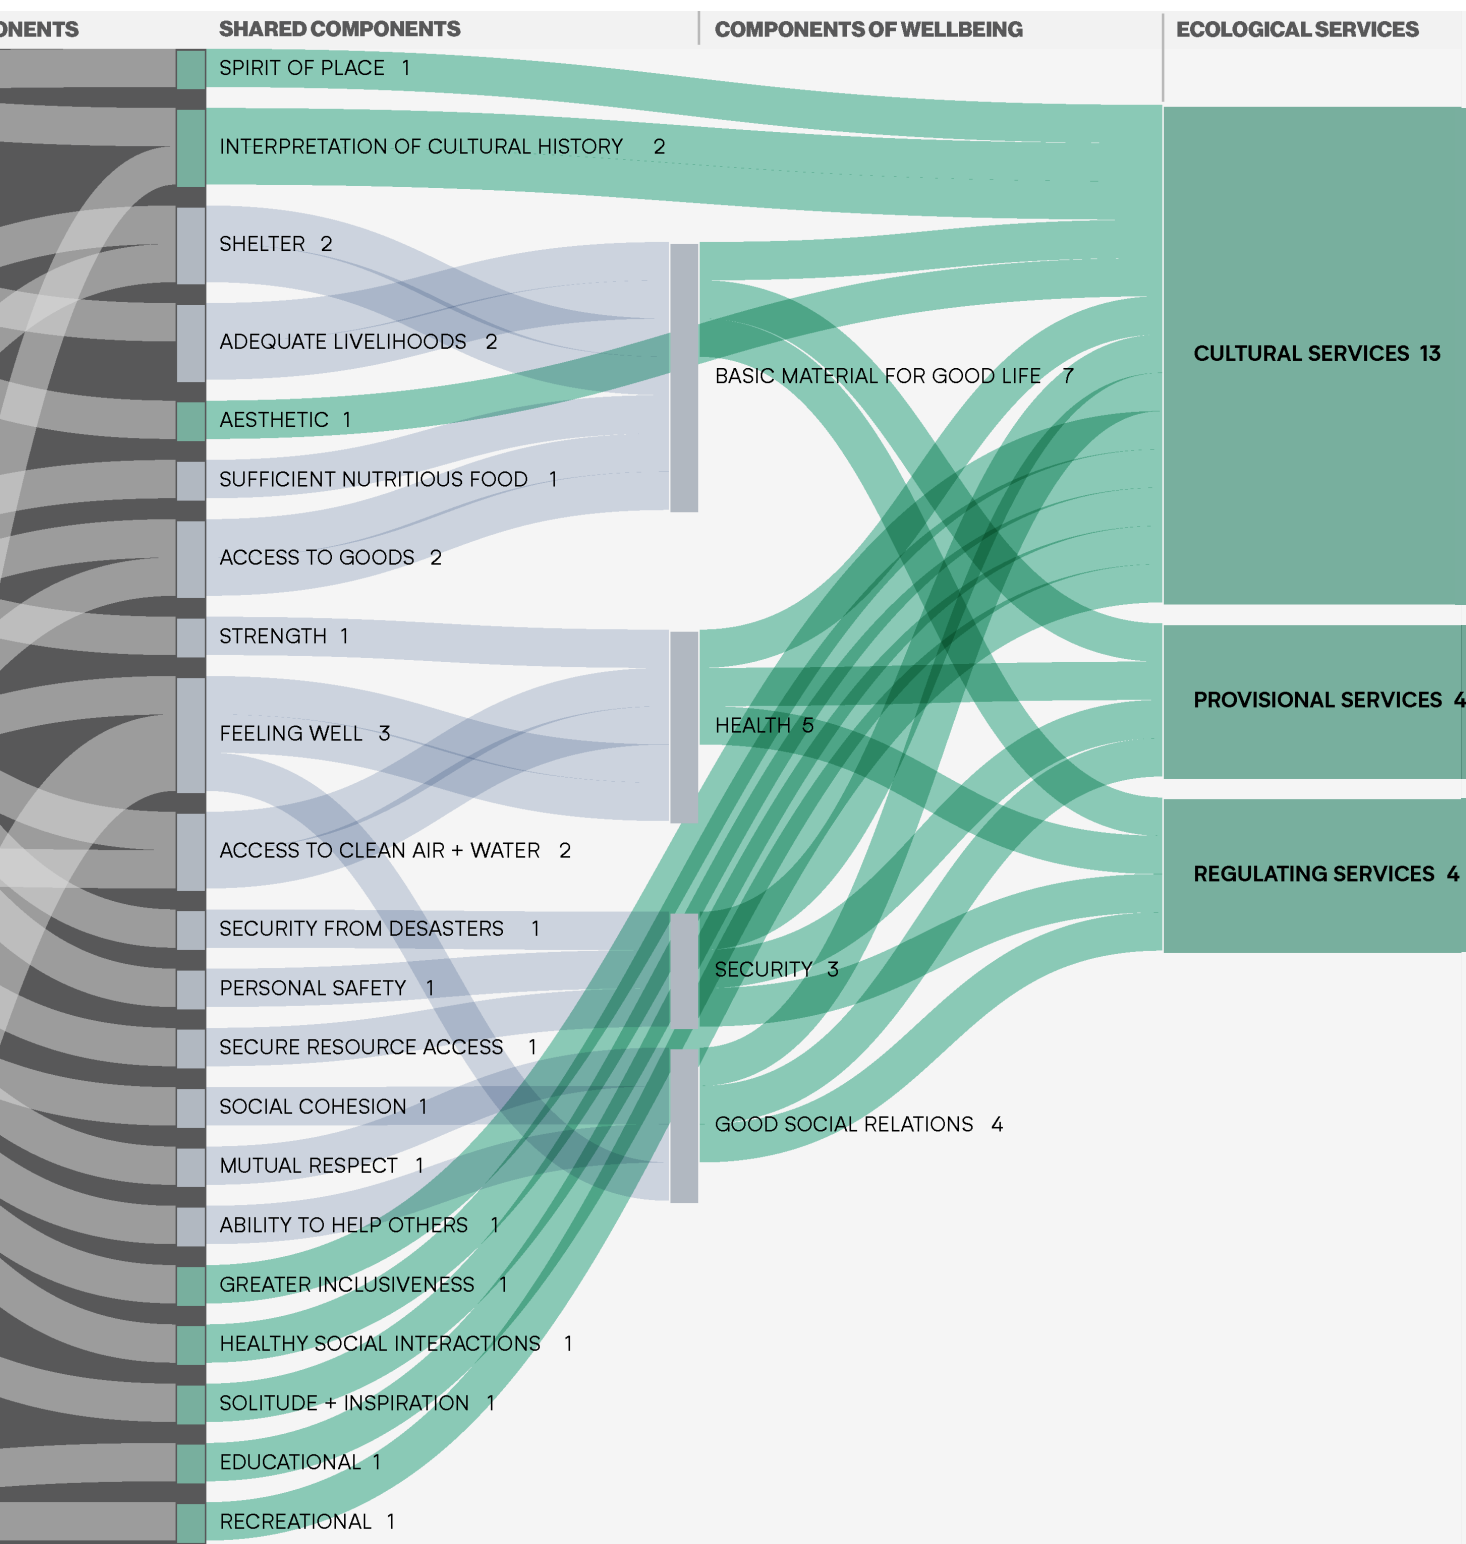 ONENTS
SHARED COMPONENTS
COMPONENTS OF WELLBEING
ECOLOGICAL SERVICES
SPIRIT OF PLACE 1
INTERPRETATION OF CULTURAL HISTORY 2
SHELTER 2
ADEQUATE LIVELIHOODS 2
AESTHETIC 1
SUFFICIENT NUTRITIOUS FOOD 1
ACCESS TO GOODS 2
STRENGTH 1
FEELING WELL 3
ACCESS TO CLEAN AIR + WATER 2
SECURITY FROM DESASTERS 1
PERSONAL SAFETY 1
SECURE RESOURCE ACCESS 1
SOCIAL COHESION 1
MUTUAL RESPECT 1
ABILITY TO HELP OTHERS 1
GREATER INCLUSIVENESS 1
HEALTHY SOCIAL INTERACTIONS 1
SOLITUDE + INSPIRATION 1
EDUCATIONAL 1
RECREATIONAL 1
BASIC MATERIAL FOR GOOD LIFE 7
HEALTH 5
SECURITY 3
GOOD SOCIAL RELATIONS 4
CULTURAL SERVICES 13
PROVISIONAL SERVICES 4
REGULATING SERVICES 4